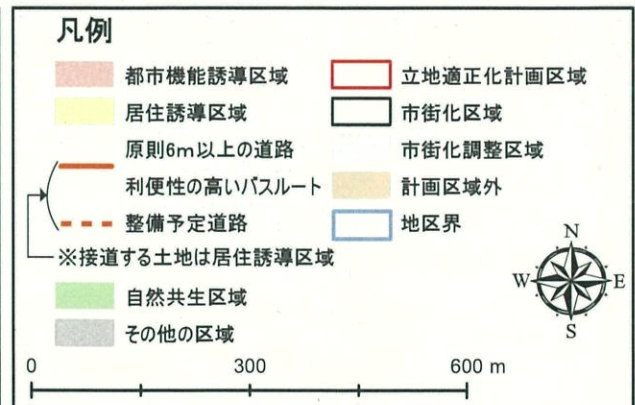 凡例
都市機能誘導区域
居住誘導区域
原則6m以上の道路
利便性の高いバスルート
整備予定道路
※接道する土地は居住誘導区域
自然共生区域
その他の区域
立地適正化計画区域
市街化区域
市街化調整区域
計画区域外
地区界
N
W E
S
0 300 600 m